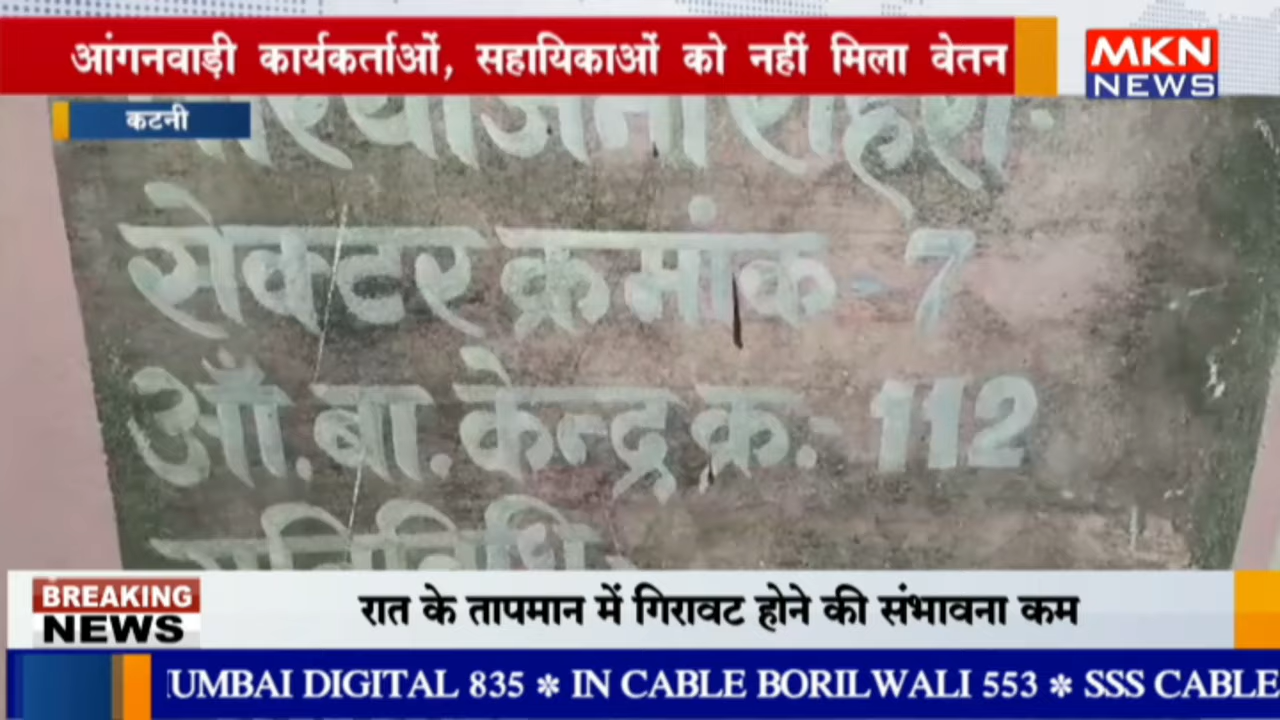 आंगनवाड़ी कार्यकर्ताओं, सहायिकाओं को नहीं मिला वेतन
MKN
NEWS
कटनी
सेक्टर क्रमांक - 7
आँ.बा.केन्द्र क्र.- 112
BREAKING
NEWS
रात के तापमान में गिरावट होने की संभावना कम
UMBAI DIGITAL 835 * IN CABLE BORILWALI 553 * SSS CABLE